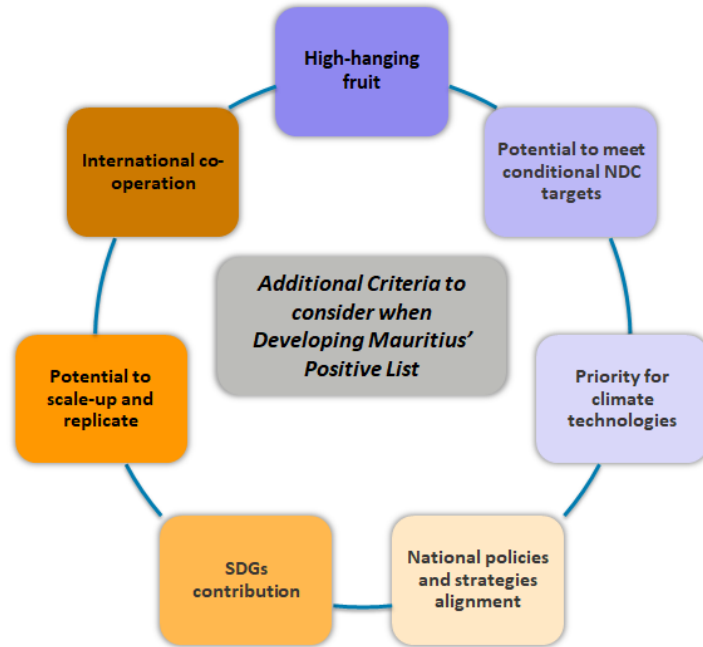 High-hanging
fruit
Potential to meet
conditional NDC
targets
Priority for
climate
technologies
National policies
and strategies
alignment
SDGs
contribution
Potential to
scale-up and
replicate
International co-
operation
Additional Criteria to
consider when
Developing Mauritius’
Positive List